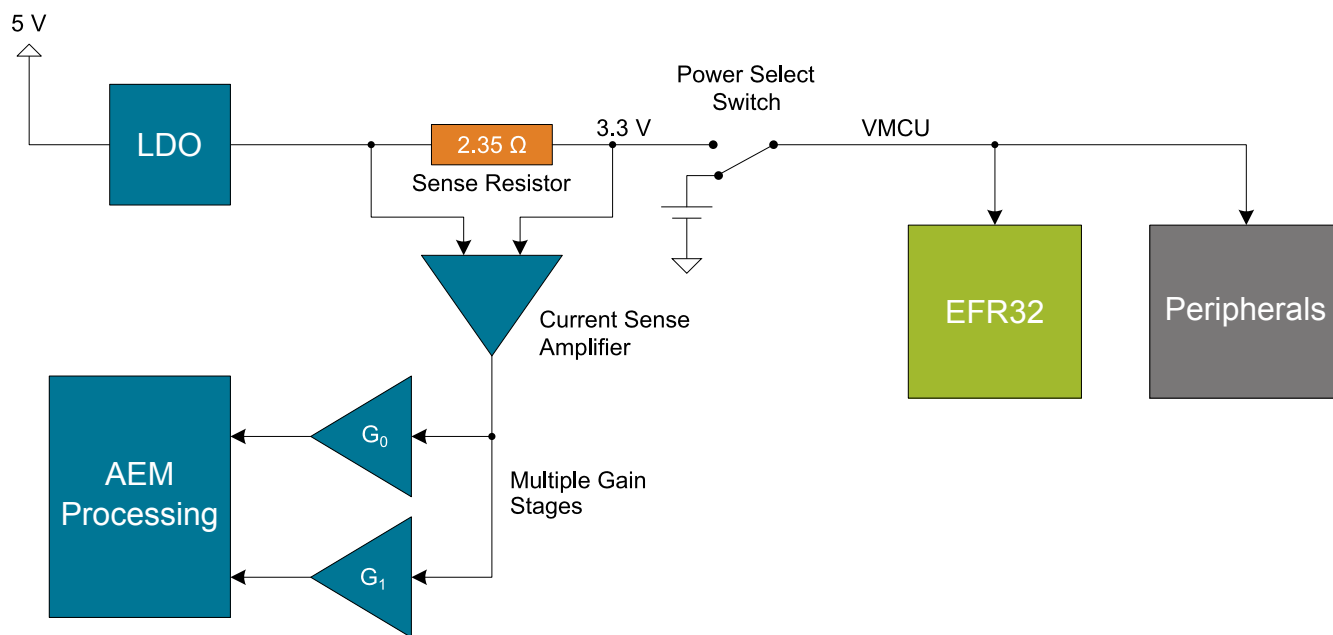 5 V
LDO
2.35 Ω
Sense Resistor
3.3 V
Power Select
Switch
VMCU
EFR32
Peripherals
Current Sense
Amplifier
AEM
Processing
G₀
G₁
Multiple Gain
Stages